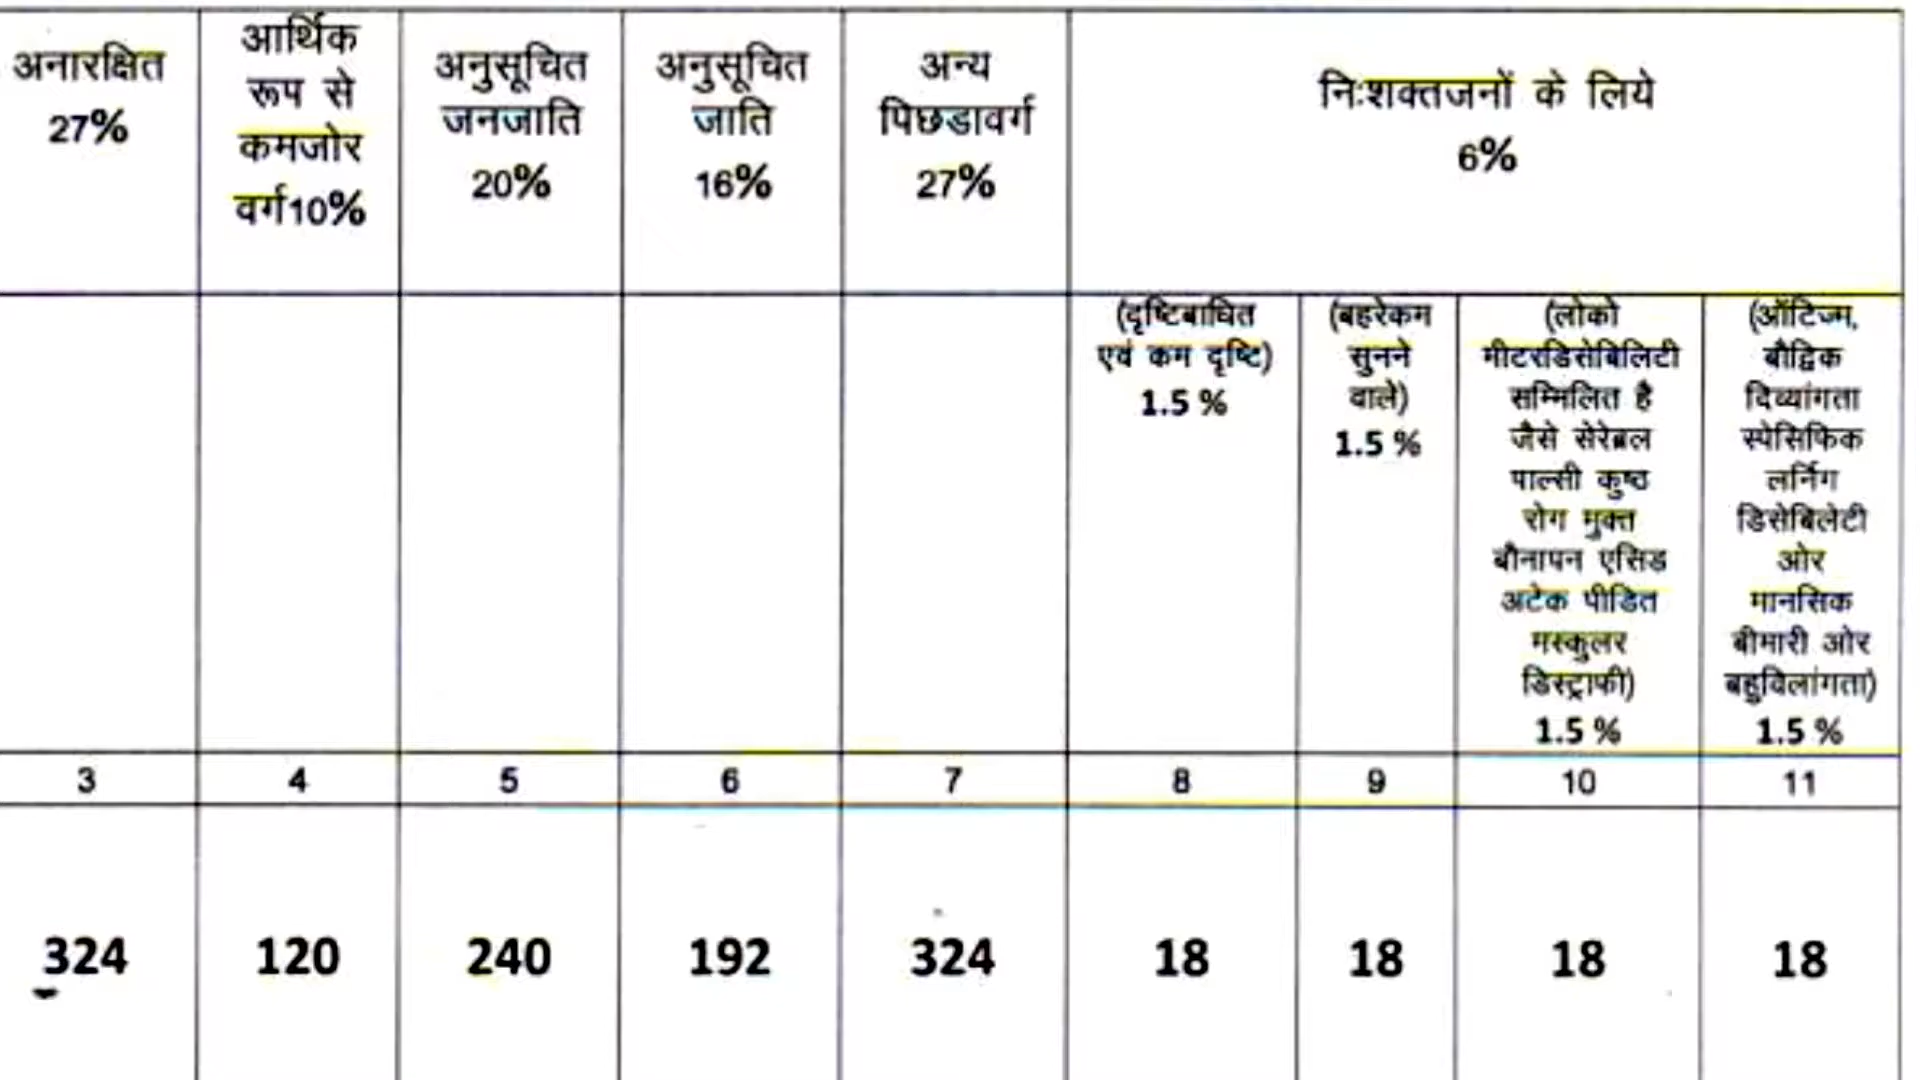 अनारक्षित
27%
आर्थिक
रूप से
कमजोर
वर्ग10%
अनुसूचित
जनजाति
20%
अनुसूचित
जाति
16%
अन्य
पिछडावर्ग
27%
निःशक्तजनों के लिये
6%
(दृष्टिबाधित
एवं कम दृष्टि)
1.5 %
(बहरेकम
सुनने
वाले)
1.5 %
(लोको
मीटरडिसेबिलिटी
सम्मिलित है
जैसे सेरेब्रल
पाल्सी कुष्ठ
रोग मुक्त
बौनापन एसिड
अटेक पीडित
मस्कुलर
डिस्ट्राफी)
1.5 %
(ऑटिज्म,
बौद्विक
दिव्यांगता
स्पेसिफिक
लर्निग
डिसेबिलेटी
ओर
मानसिक
बीमारी ओर
बहुविलांगता)
1.5 %
3 4 5 6 7 8 9 10 11
324 120 240 192 324 18 18 18 18